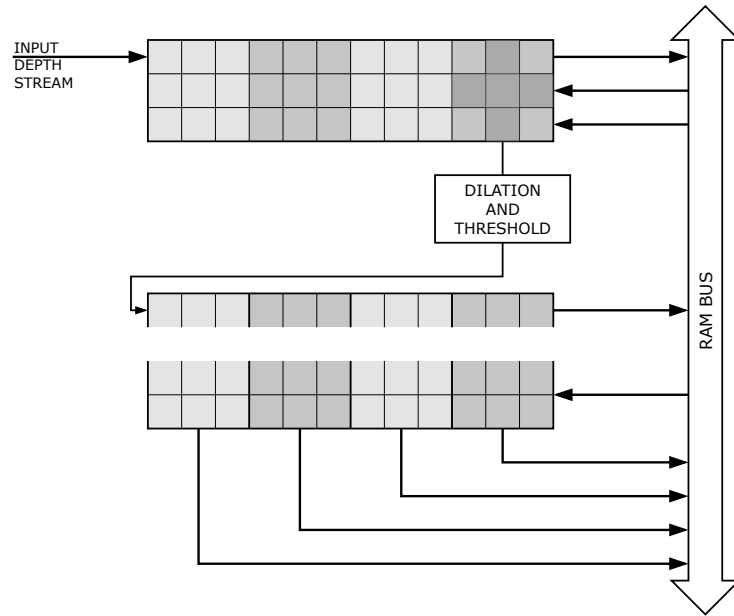 INPUT
DEPTH
STREAM
DILATION
AND
THRESHOLD
RAM BUS